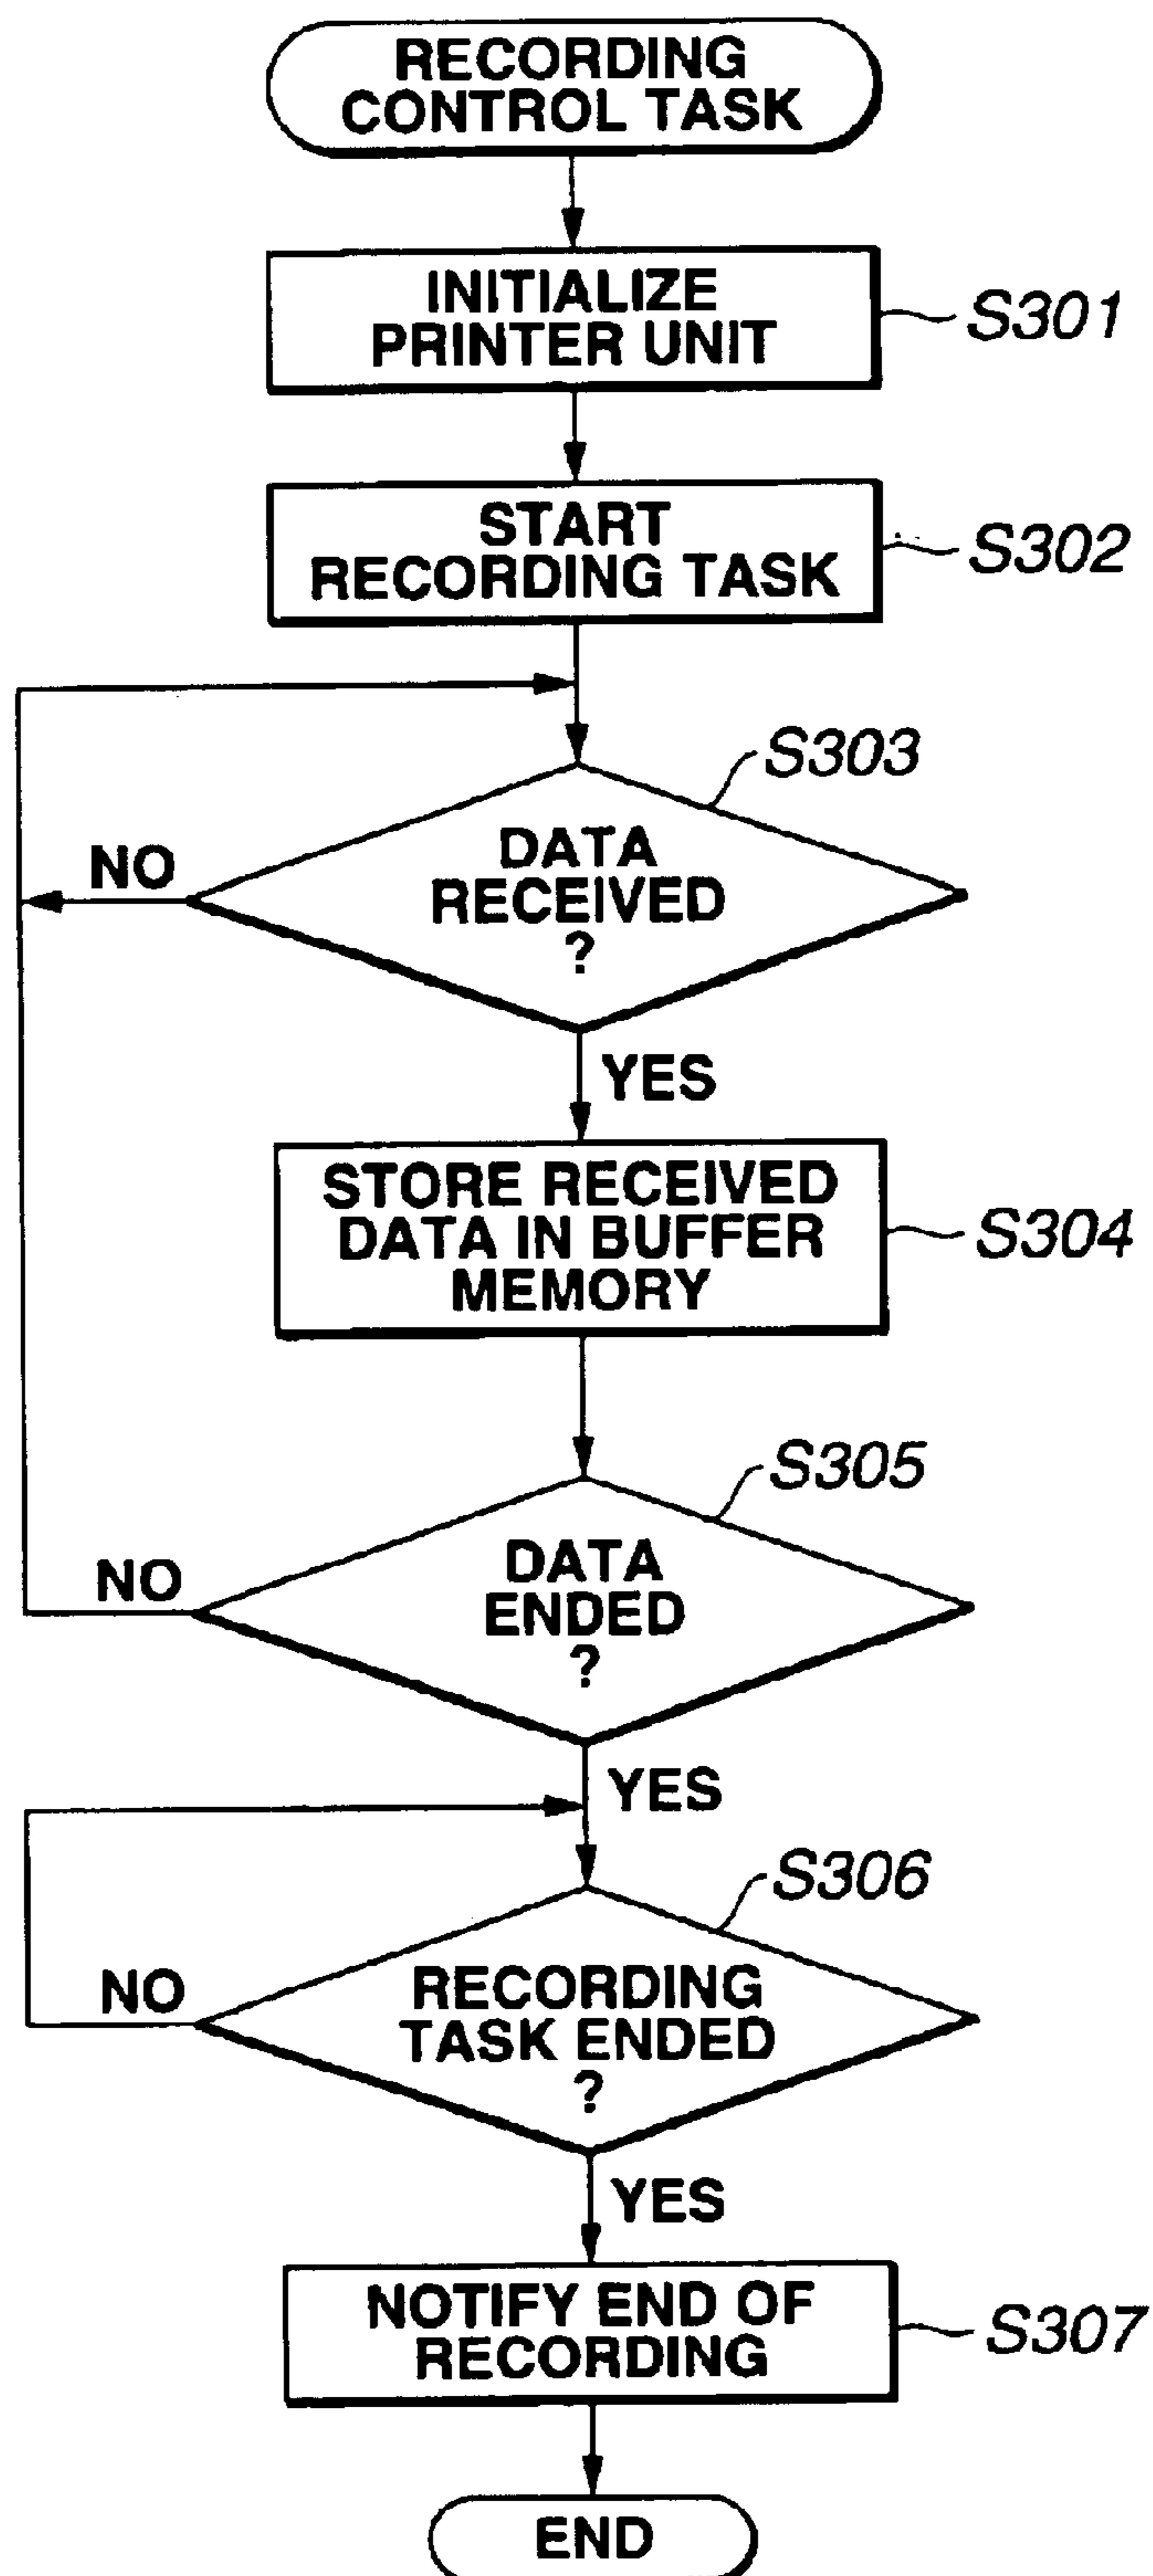 RECORDING
CONTROL TASK
INITIALIZE
PRINTER UNIT
S301
START
RECORDING TASK
S302
S303
DATA
RECEIVED
?
NO
YES
STORE RECEIVED
DATA IN BUFFER
MEMORY
S304
S305
DATA
ENDED
?
NO
YES
S306
RECORDING
TASK ENDED
?
NO
YES
NOTIFY END OF
RECORDING
S307
END